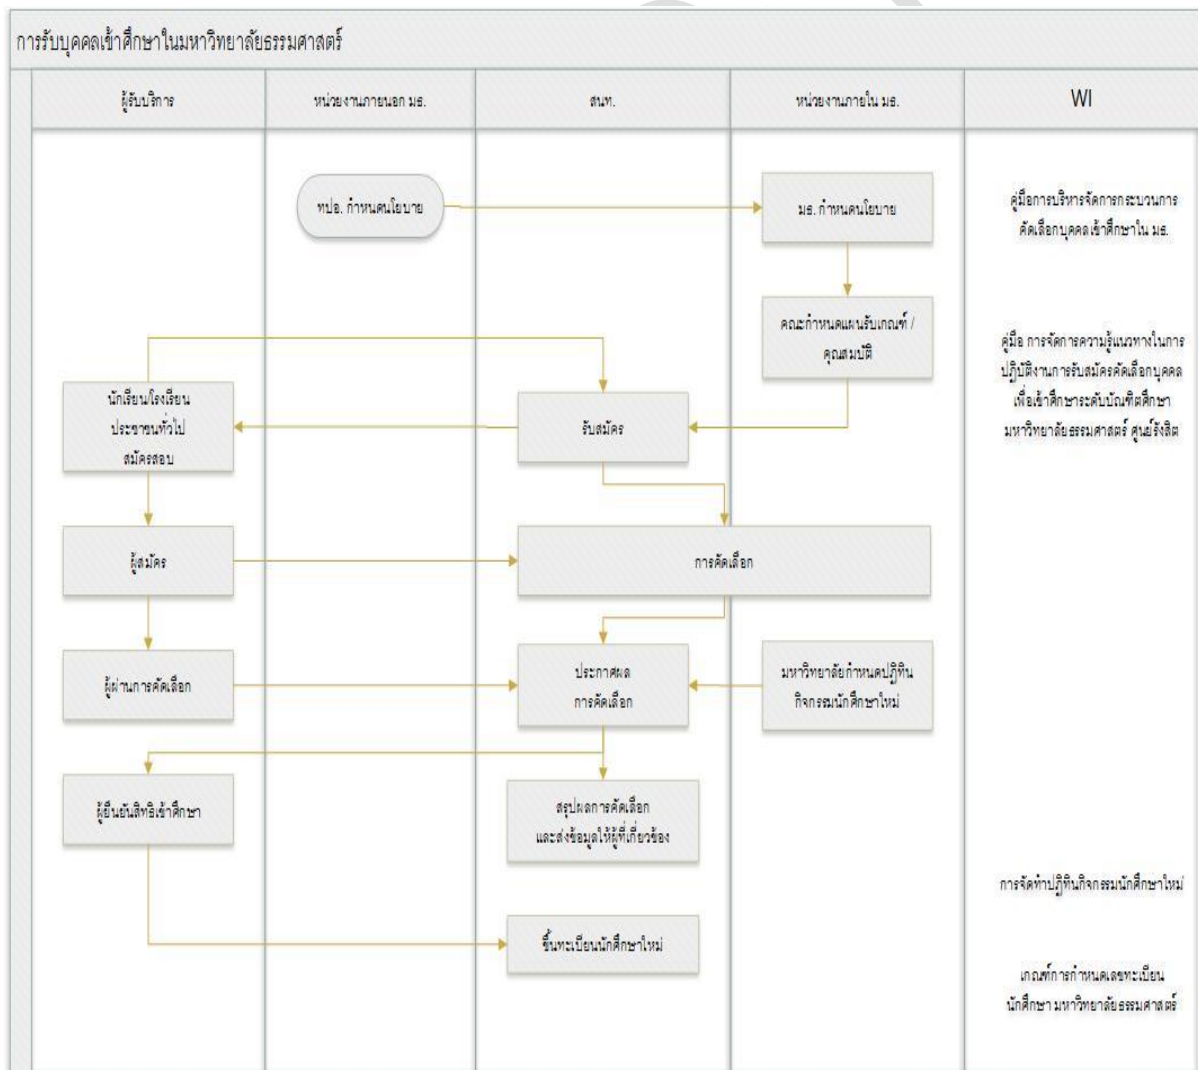 การรับบุคคลเข้าศึกษาในมหาวิทยาลัยธรรมศาสตร์
ผู้รับบริการ
หน่วยงานภายนอก มธ.
สนท.
หน่วยงานภายใน มธ.
WI
ทปอ. กำหนดนโยบาย
มธ. กำหนดนโยบาย
คู่มือการบริหารจัดการกระบวนการ
คัดเลือกบุคคลเข้าศึกษาใน มธ.
คณะกำหนดแผนรับเกณฑ์ /
คุณสมบัติ
คู่มือ การจัดการความรู้แนวทางในการ
ปฏิบัติงานการรับสมัครคัดเลือกบุคคล
เพื่อเข้าศึกษาระดับบัณฑิตศึกษา
มหาวิทยาลัยธรรมศาสตร์ ศูนย์รังสิต
นักเรียน/โรงเรียน
ประชาชนทั่วไป
สมัครสอบ
รับสมัคร
ผู้สมัคร
การคัดเลือก
ผู้ผ่านการคัดเลือก
ประกาศผล
การคัดเลือก
มหาวิทยาลัยกำหนดปฏิทิน
กิจกรรมนักศึกษาใหม่
ผู้ยืนยันสิทธิเข้าศึกษา
สรุปผลการคัดเลือก
และส่งข้อมูลให้ผู้ที่เกี่ยวข้อง
การจัดทำปฏิทินกิจกรรมนักศึกษาใหม่
ขึ้นทะเบียนนักศึกษาใหม่
เกณฑ์การกำหนดเลขทะเบียน
นักศึกษา มหาวิทยาลัยธรรมศาสตร์